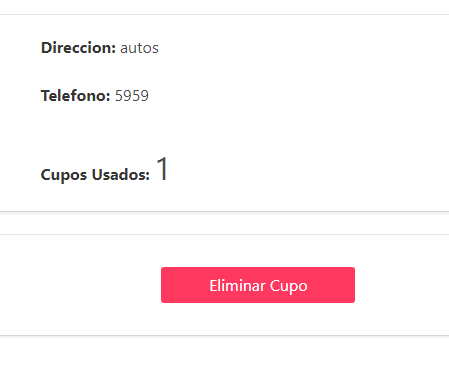 Direccion: autos
Telefono: 5959
Cupos Usados: 1
Eliminar Cupo